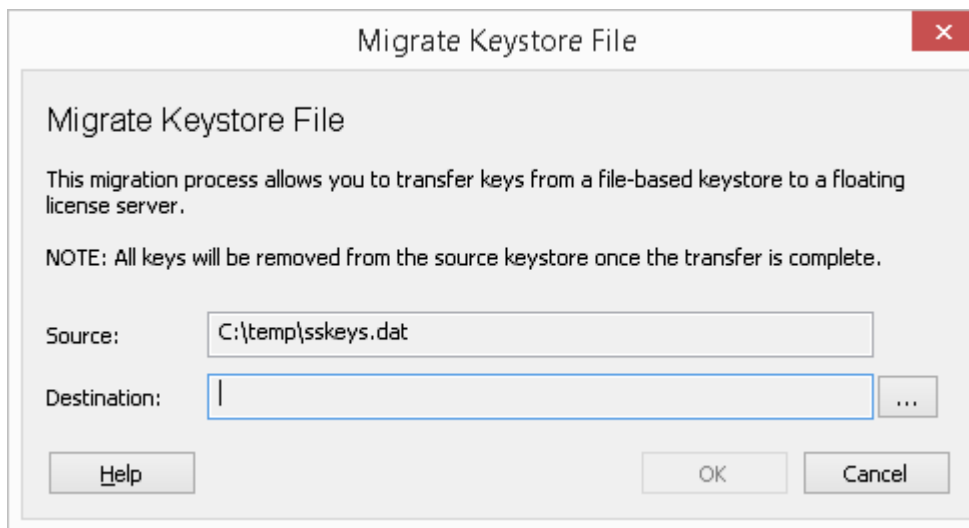 Migrate Keystore File
Migrate Keystore File
This migration process allows you to transfer keys from a file-based keystore to a floating
license server.
NOTE: All keys will be removed from the source keystore once the transfer is complete.
Source: C:\temp\sskeys.dat
Destination: ...
Help OK Cancel